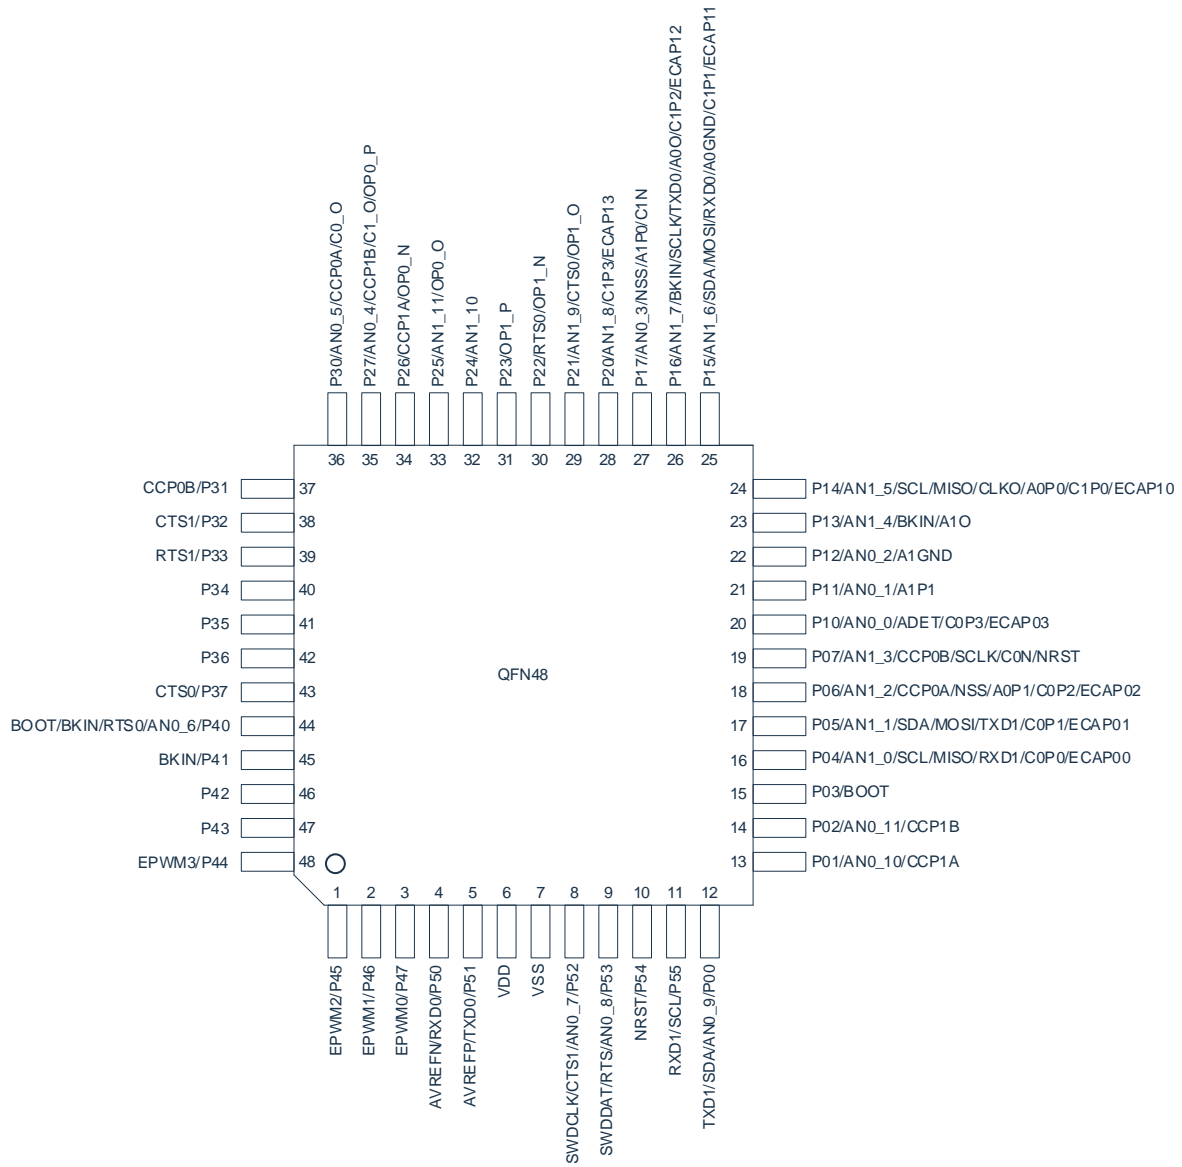 P30/AN0_5/CCP0A/C0_O
P27/AN0_4/CCP1B/C1_O/OP0_P
P26/CCP1A/OP0_N
P25/AN1_11/OP0_O
P24/AN1_10
P23/OP1_P
P22/RTS0/OP1_N
P21/AN1_9/CTS0/OP1_O
P20/AN1_8/C1P3/ECAP13
P17/AN0_3/NSS/A1P0/C1N
P16/AN1_7/BKIN/SCLK/TXD0/A0O/C1P2/ECAP12
P15/AN1_6/SDA/MOSI/RXD0/A0GND/C1P1/ECAP11
36 35 34 33 32 31 30 29 28 27 26 25
CCP0B/P31 37
CTS1/P32 38
RTS1/P33 39
P34 40
P35 41
P36 42
CTS0/P37 43
BOOT/BKIN/RTS0/AN0_6/P40 44
BKIN/P41 45
P42 46
P43 47
EPWM3/P44 48
QFN48
24 P14/AN1_5/SCL/MISO/CLKO/A0P0/C1P0/ECAP10
23 P13/AN1_4/BKIN/A1O
22 P12/AN0_2/A1GND
21 P11/AN0_1/A1P1
20 P10/AN0_0/ADET/C0P3/ECAP03
19 P07/AN1_3/CCP0B/SCLK/C0N/NRST
18 P06/AN1_2/CCP0A/NSS/A0P1/C0P2/ECAP02
17 P05/AN1_1/SDA/MOSI/TXD1/C0P1/ECAP01
16 P04/AN1_0/SCL/MISO/RXD1/C0P0/ECAP00
15 P03/BOOT
14 P02/AN0_11/CCP1B
13 P01/AN0_10/CCP1A
1 2 3 4 5 6 7 8 9 10 11 12
EPWM2/P45
EPWM1/P46
EPWM0/P47
AVREFN/RXD0/P50
AVREFP/TXD0/P51
VDD
VSS
SWDCLK/CTS1/AN0_7/P52
SWDDAT/RTS/AN0_8/P53
NRST/P54
RXD1/SCL/P55
TXD1/SDA/AN0_9/P00